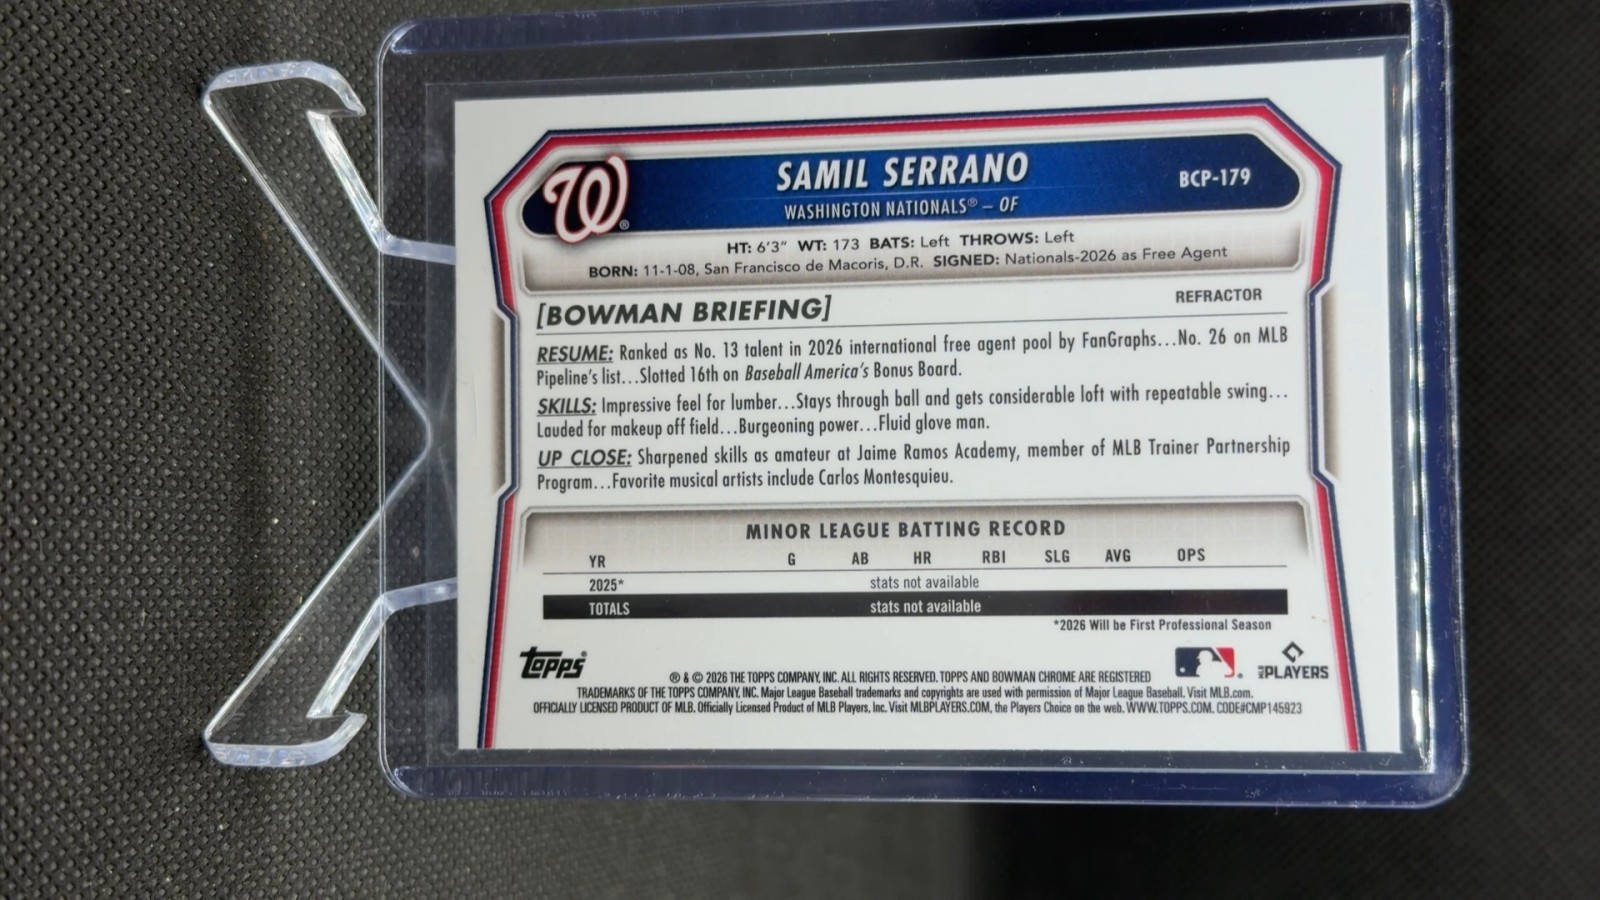 SAMIL SERRANO
BCP-179
WASHINGTON NATIONALS® – OF
W®
HT: 6'3" WT: 173 BATS: Left THROWS: Left
BORN: 11-1-08, San Francisco de Macoris, D.R. SIGNED: Nationals-2026 as Free Agent
[BOWMAN BRIEFING]
REFRACTOR
RESUME: Ranked as No. 13 talent in 2026 international free agent pool by FanGraphs...No. 26 on MLB
Pipeline's list...Slotted 16th on Baseball America's Bonus Board.
SKILLS: Impressive feel for lumber...Stays through ball and gets considerable loft with repeatable swing...
Lauded for makeup off field...Burgeoning power...Fluid glove man.
UP CLOSE: Sharpened skills as amateur at Jaime Ramos Academy, member of MLB Trainer Partnership
Program...Favorite musical artists include Carlos Montesquieu.
MINOR LEAGUE BATTING RECORD
YR G AB HR RBI SLG AVG OPS
2025* stats not available
TOTALS stats not available
*2026 Will be First Professional Season
topps®
MLB PLAYERS
® & © 2026 THE TOPPS COMPANY, INC. ALL RIGHTS RESERVED. TOPPS AND BOWMAN CHROME ARE REGISTERED
TRADEMARKS OF THE TOPPS COMPANY, INC. Major League Baseball trademarks and copyrights are used with permission of Major League Baseball. Visit MLB.com.
OFFICIALLY LICENSED PRODUCT OF MLB. Officially Licensed Product of MLB Players, Inc. Visit MLBPLAYERS.COM, the Players Choice on the web. WWW.TOPPS.COM. CODE#CMP145923